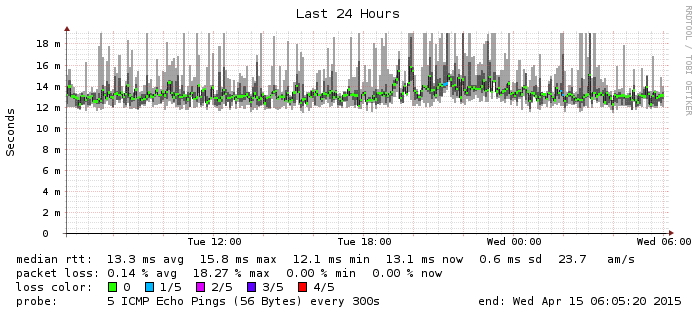 Last 24 Hours
RRDTOOL / TOBI OETIKER
Seconds
18 m
16 m
14 m
12 m
10 m
8 m
6 m
4 m
2 m
0
Tue 12:00 Tue 18:00 Wed 00:00 Wed 06:00
median rtt: 13.3 ms avg 15.8 ms max 12.1 ms min 13.1 ms now 0.6 ms sd 23.7 am/s
packet loss: 0.14 % avg 18.27 % max 0.00 % min 0.00 % now
loss color: 0 1/5 2/5 3/5 4/5
probe: 5 ICMP Echo Pings (56 Bytes) every 300s end: Wed Apr 15 06:05:20 2015